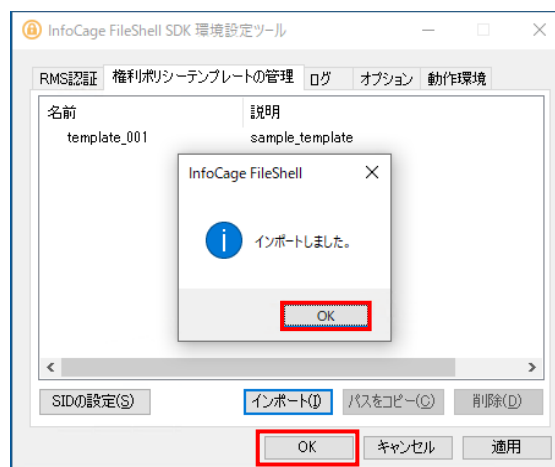 InfoCage FileShell SDK 環境設定ツール
RMS認証 権利ポリシーテンプレートの管理 ログ オプション 動作環境
名前 説明
template_001 sample_template
InfoCage FileShell
インポートしました。
OK
SIDの設定(S) インポート(I) パスをコピー(C) 削除(D)
OK キャンセル 適用